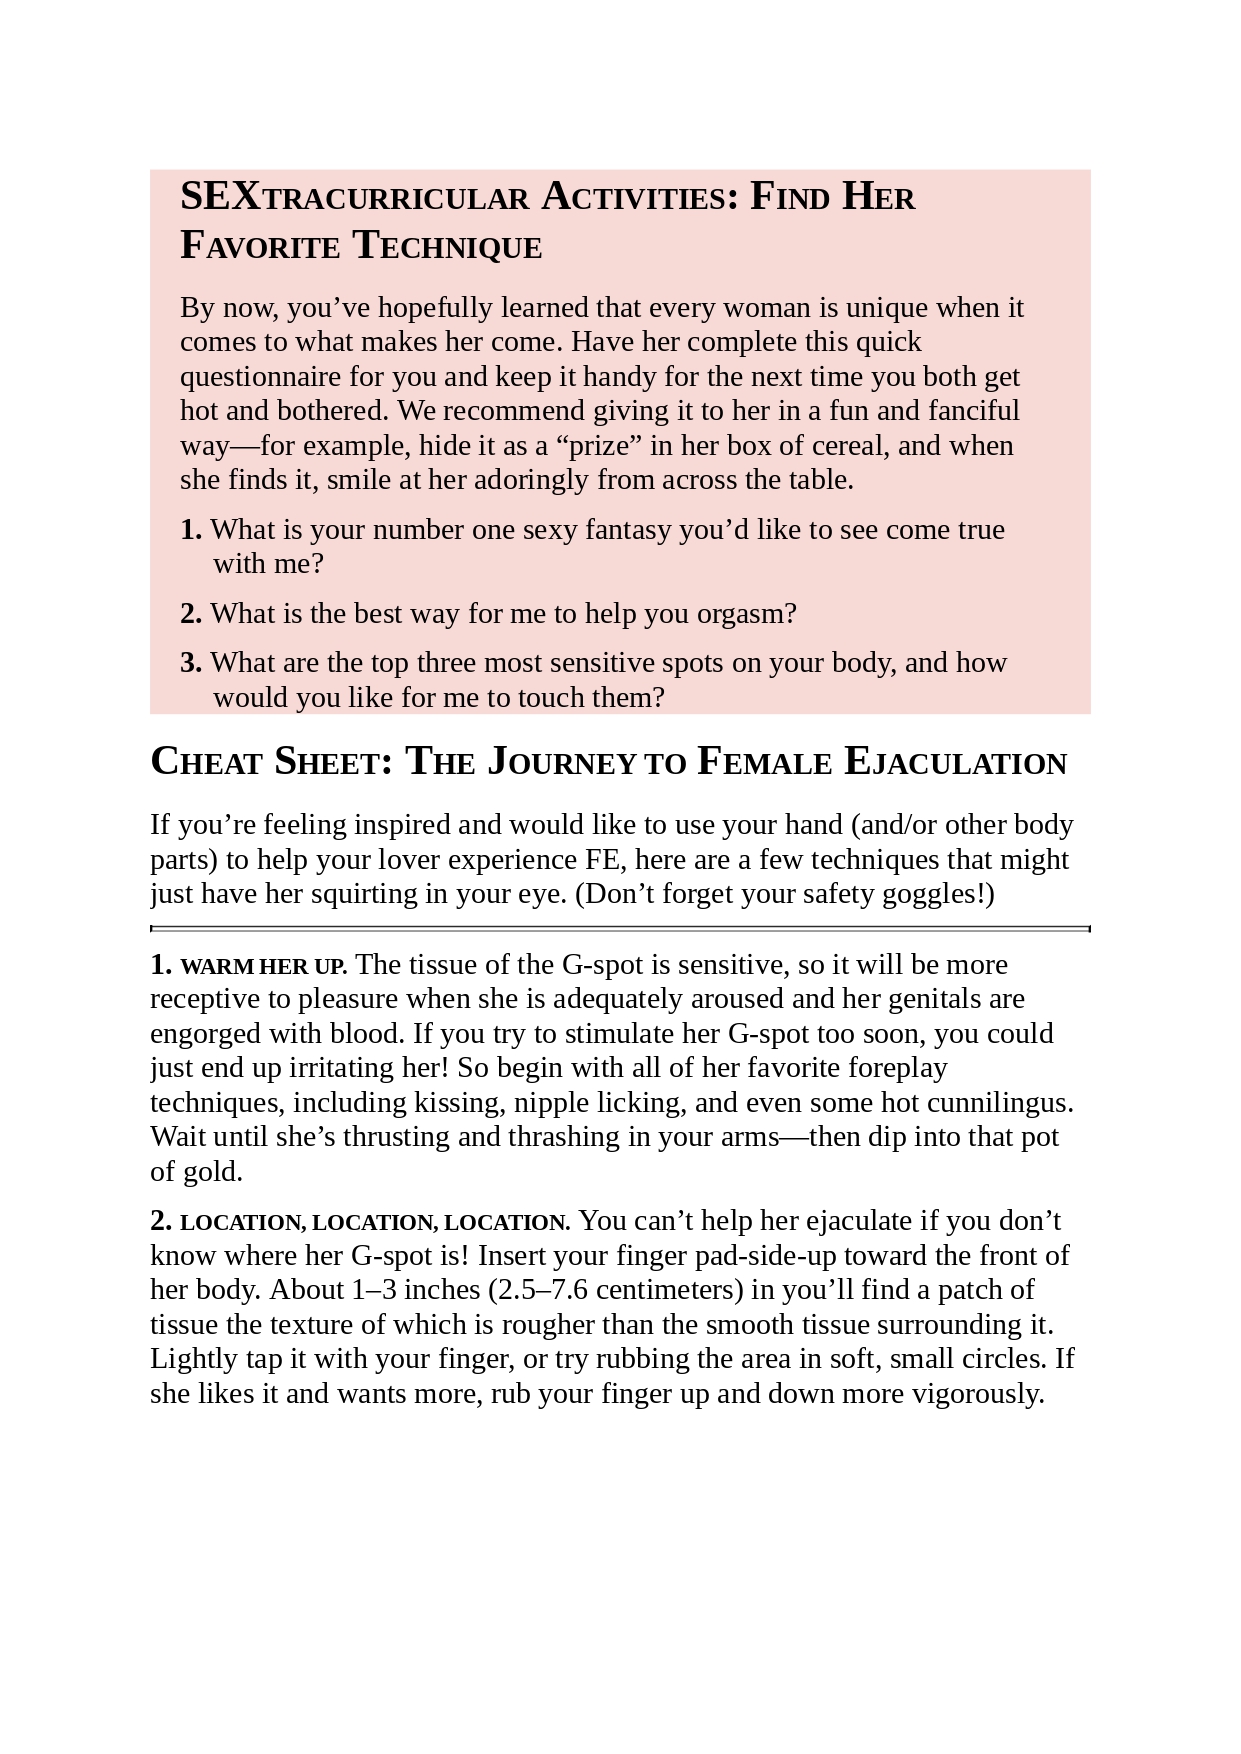 SEXTRACURRICULAR ACTIVITIES: FIND HER
FAVORITE TECHNIQUE
By now, you’ve hopefully learned that every woman is unique when it
comes to what makes her come. Have her complete this quick
questionnaire for you and keep it handy for the next time you both get
hot and bothered. We recommend giving it to her in a fun and fanciful
way—for example, hide it as a “prize” in her box of cereal, and when
she finds it, smile at her adoringly from across the table.
1. What is your number one sexy fantasy you’d like to see come true
with me?
2. What is the best way for me to help you orgasm?
3. What are the top three most sensitive spots on your body, and how
would you like for me to touch them?
CHEAT SHEET: THE JOURNEY TO FEMALE EJACULATION
If you’re feeling inspired and would like to use your hand (and/or other body
parts) to help your lover experience FE, here are a few techniques that might
just have her squirting in your eye. (Don’t forget your safety goggles!)
1. WARM HER UP. The tissue of the G-spot is sensitive, so it will be more
receptive to pleasure when she is adequately aroused and her genitals are
engorged with blood. If you try to stimulate her G-spot too soon, you could
just end up irritating her! So begin with all of her favorite foreplay
techniques, including kissing, nipple licking, and even some hot cunnilingus.
Wait until she’s thrusting and thrashing in your arms—then dip into that pot
of gold.
2. LOCATION, LOCATION, LOCATION. You can’t help her ejaculate if you don’t
know where her G-spot is! Insert your finger pad-side-up toward the front of
her body. About 1–3 inches (2.5–7.6 centimeters) in you’ll find a patch of
tissue the texture of which is rougher than the smooth tissue surrounding it.
Lightly tap it with your finger, or try rubbing the area in soft, small circles. If
she likes it and wants more, rub your finger up and down more vigorously.